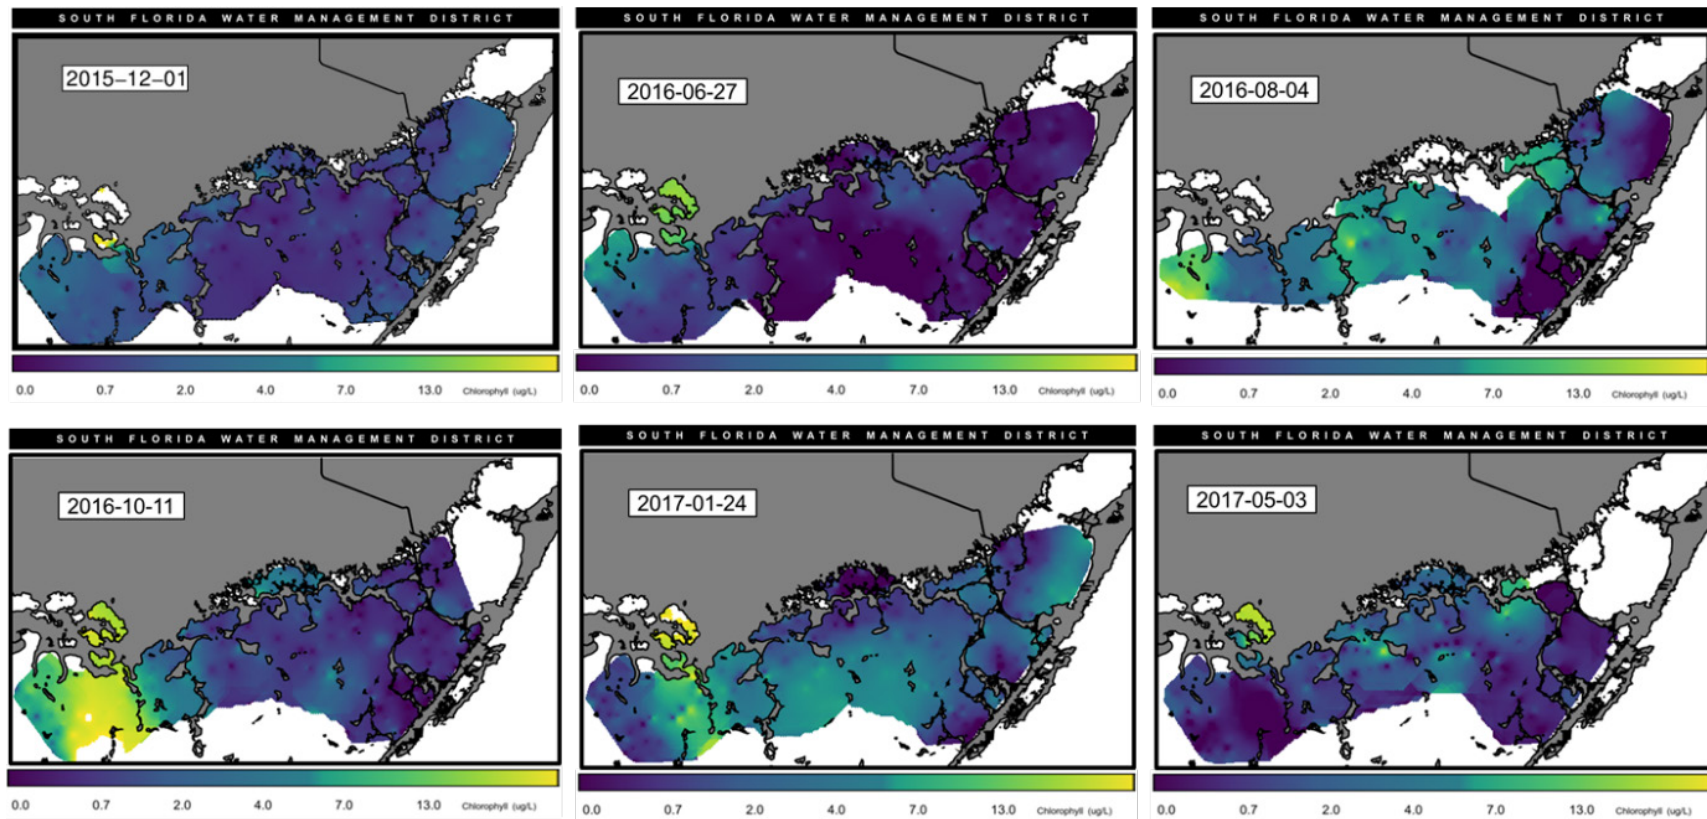 SOUTH FLORIDA WATER MANAGEMENT DISTRICT
2015–12–01
0.0 0.7 2.0 4.0 7.0 13.0 Chlorophyll (ug/L)
SOUTH FLORIDA WATER MANAGEMENT DISTRICT
2016-06-27
0.0 0.7 2.0 4.0 7.0 13.0 Chlorophyll (ug/L)
SOUTH FLORIDA WATER MANAGEMENT DISTRICT
2016-08-04
0.0 0.7 2.0 4.0 7.0 13.0 Chlorophyll (ug/L)
SOUTH FLORIDA WATER MANAGEMENT DISTRICT
2016-10-11
0.0 0.7 2.0 4.0 7.0 13.0 Chlorophyll (ug/L)
SOUTH FLORIDA WATER MANAGEMENT DISTRICT
2017-01-24
0.0 0.7 2.0 4.0 7.0 13.0 Chlorophyll (ug/L)
SOUTH FLORIDA WATER MANAGEMENT DISTRICT
2017-05-03
0.0 0.7 2.0 4.0 7.0 13.0 Chlorophyll (ug/L)